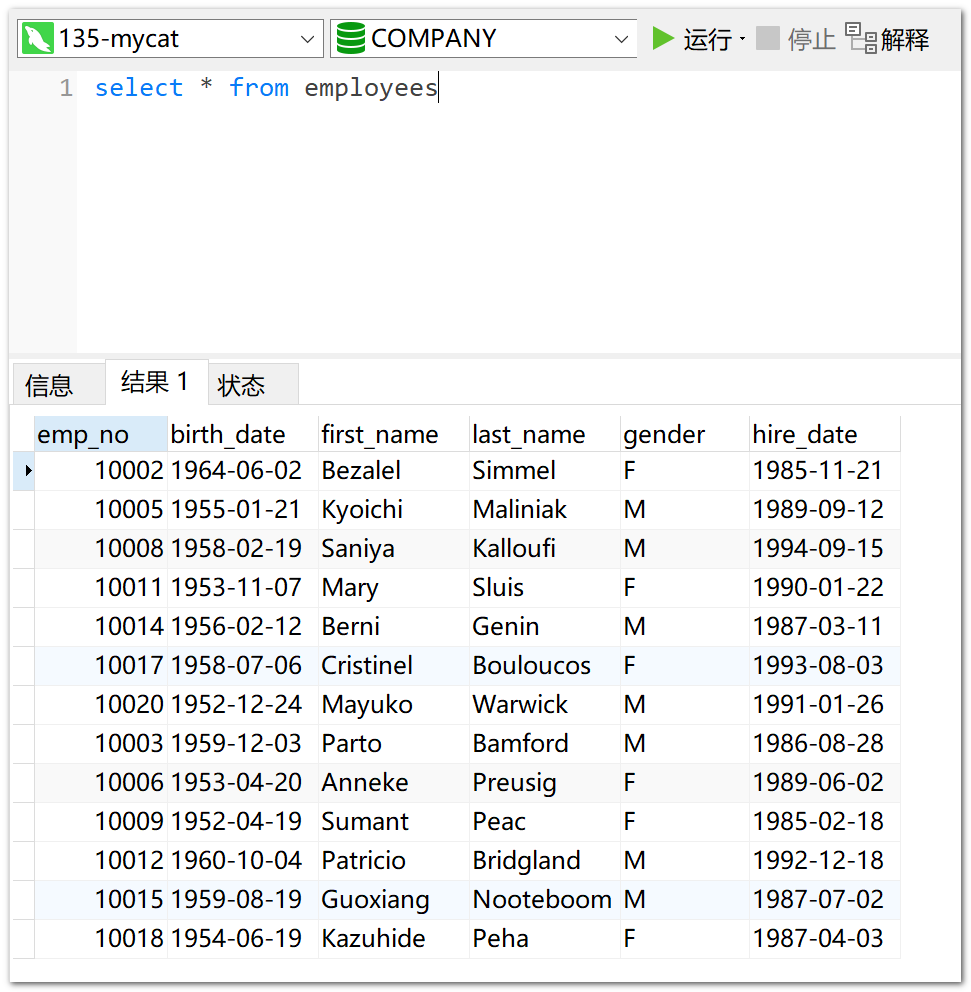 135-mycat COMPANY 运行 · 停止 解释
1 select * from employees
信息 结果 1 状态
emp_no birth_date first_name last_name gender hire_date
10002 1964-06-02 Bezalel Simmel F 1985-11-21
10005 1955-01-21 Kyoichi Maliniak M 1989-09-12
10008 1958-02-19 Saniya Kalloufi M 1994-09-15
10011 1953-11-07 Mary Sluis F 1990-01-22
10014 1956-02-12 Berni Genin M 1987-03-11
10017 1958-07-06 Cristinel Bouloucos F 1993-08-03
10020 1952-12-24 Mayuko Warwick M 1991-01-26
10003 1959-12-03 Parto Bamford M 1986-08-28
10006 1953-04-20 Anneke Preusig F 1989-06-02
10009 1952-04-19 Sumant Peac F 1985-02-18
10012 1960-10-04 Patricio Bridgland M 1992-12-18
10015 1959-08-19 Guoxiang Nooteboom M 1987-07-02
10018 1954-06-19 Kazuhide Peha F 1987-04-03